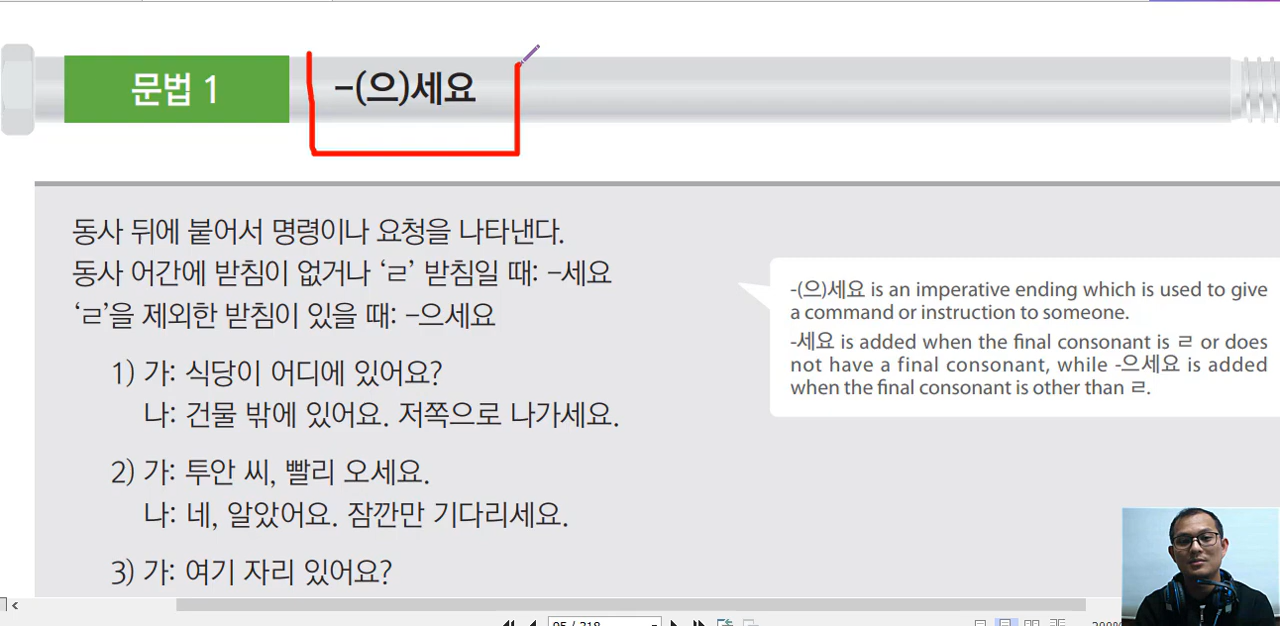 문법 1
-(으)세요
동사 뒤에 붙어서 명령이나 요청을 나타낸다.
동사 어간에 받침이 없거나 ‘ㄹ’ 받침일 때: -세요
‘ㄹ’을 제외한 받침이 있을 때: -으세요
-(으)세요 is an imperative ending which is used to give
a command or instruction to someone.
-세요 is added when the final consonant is ㄹ or does
not have a final consonant, while -으세요 is added
when the final consonant is other than ㄹ.
1) 가: 식당이 어디에 있어요?
나: 건물 밖에 있어요. 저쪽으로 나가세요.
2) 가: 투안 씨, 빨리 오세요.
나: 네, 알았어요. 잠깐만 기다리세요.
3) 가: 여기 자리 있어요?